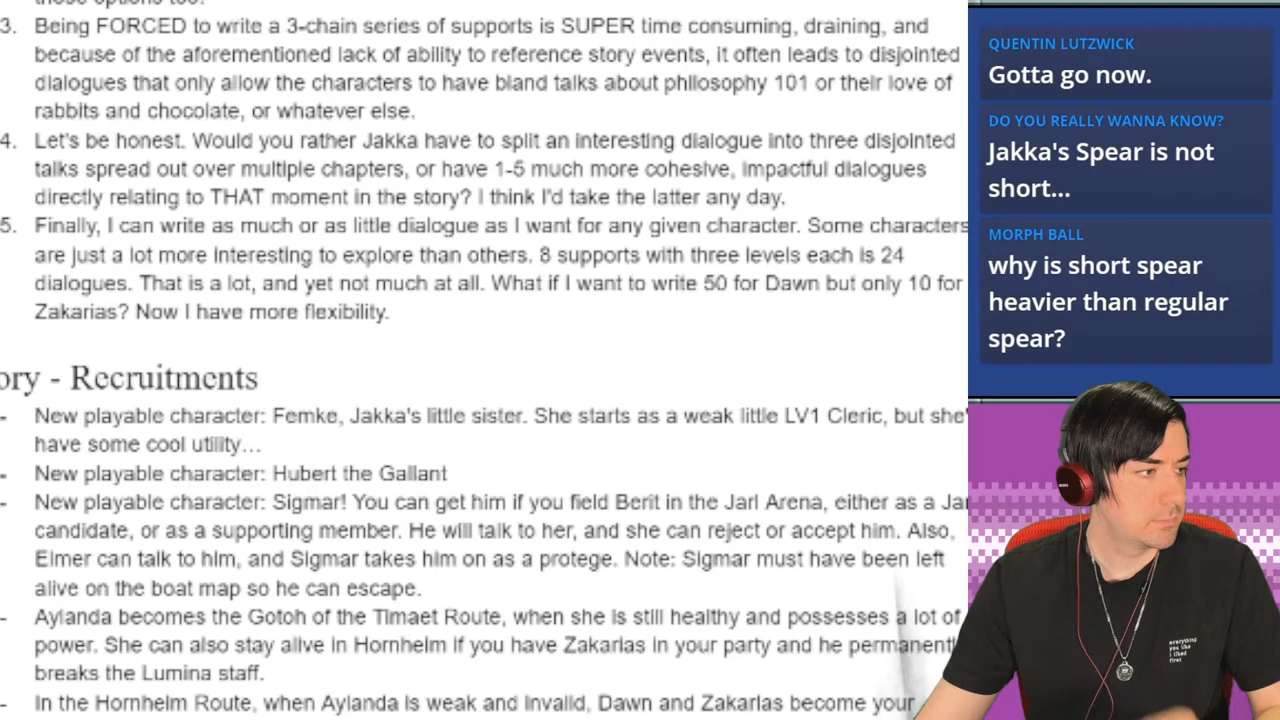 3. Being FORCED to write a 3-chain series of supports is SUPER time consuming, draining, and
because of the aforementioned lack of ability to reference story events, it often leads to disjointed
dialogues that only allow the characters to have bland talks about philosophy 101 or their love of
rabbits and chocolate, or whatever else.
4. Let's be honest. Would you rather Jakka have to split an interesting dialogue into three disjointed
talks spread out over multiple chapters, or have 1-5 much more cohesive, impactful dialogues
directly relating to THAT moment in the story? I think I'd take the latter any day.
5. Finally, I can write as much or as little dialogue as I want for any given character. Some characters
are just a lot more interesting to explore than others. 8 supports with three levels each is 24
dialogues. That is a lot, and yet not much at all. What if I want to write 50 for Dawn but only 10 for
Zakarias? Now I have more flexibility.
ory - Recruitments
- New playable character: Femke, Jakka's little sister. She starts as a weak little LV1 Cleric, but she'
have some cool utility…
- New playable character: Hubert the Gallant
- New playable character: Sigmar! You can get him if you field Berit in the Jarl Arena, either as a Jar
candidate, or as a supporting member. He will talk to her, and she can reject or accept him. Also,
Elmer can talk to him, and Sigmar takes him on as a protege. Note: Sigmar must have been left
alive on the boat map so he can escape.
- Aylanda becomes the Gotoh of the Timaet Route, when she is still healthy and possesses a lot of
power. She can also stay alive in Hornhelm if you have Zakarias in your party and he permanent
breaks the Lumina staff.
- In the Hornhelm Route, when Aylanda is weak and invalid, Dawn and Zakarias become your
QUENTIN LUTZWICK
Gotta go now.
DO YOU REALLY WANNA KNOW?
Jakka's Spear is not
short...
MORPH BALL
why is short spear
heavier than regular
spear?
everything
you like
i liked
first